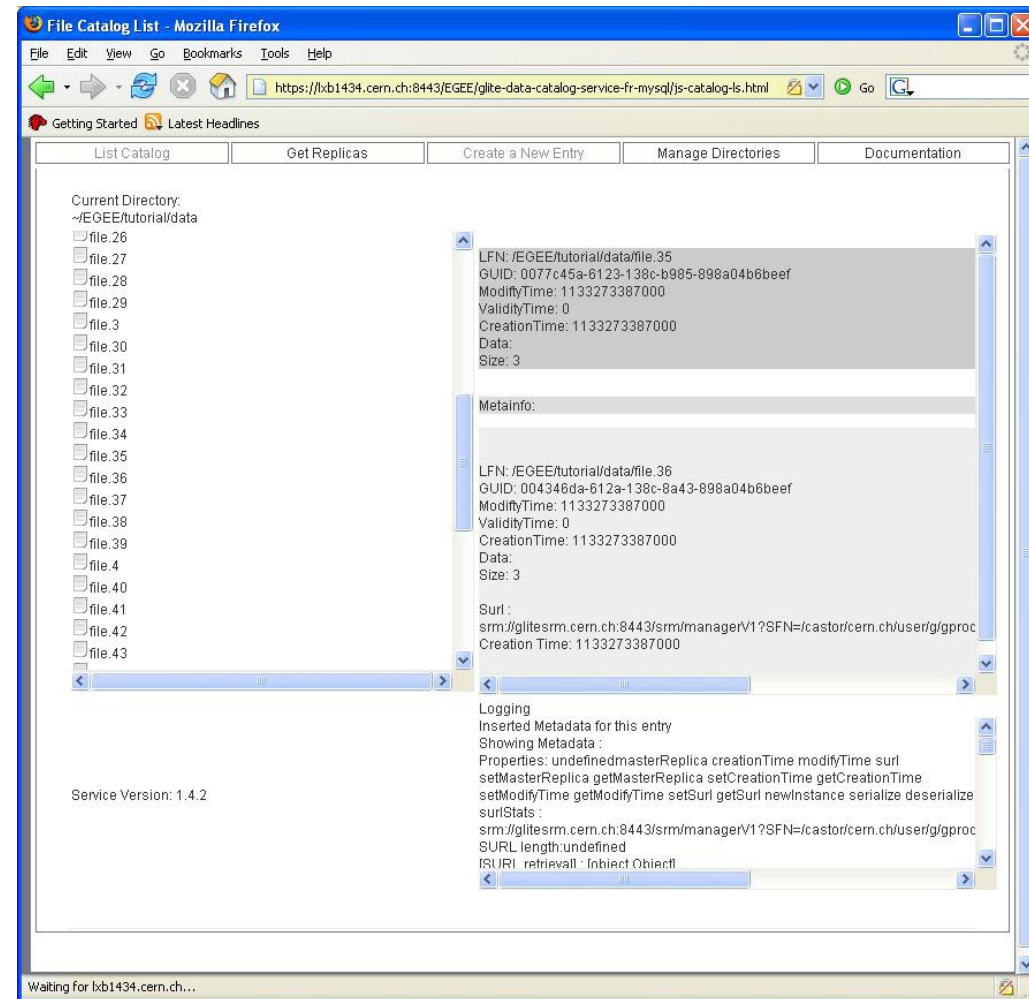 File Catalog List - Mozilla Firefox
File Edit View Go Bookmarks Tools Help
https://lxb1434.cern.ch:8443/EGEE/glite-data-catalog-service-fr-mysql/js-catalog-ls.html Go G
Getting Started Latest Headlines
List Catalog Get Replicas Create a New Entry Manage Directories Documentation
Current Directory:
~/EGEE/tutorial/data
file.26
file.27
file.28
file.29
file.3
file.30
file.31
file.32
file.33
file.34
file.35
file.36
file.37
file.38
file.39
file.4
file.40
file.41
file.42
file.43
LFN: /EGEE/tutorial/data/file.35
GUID: 0077c45a-6123-138c-b985-898a04b6beef
ModiftyTime: 1133273387000
ValidityTime: 0
CreationTime: 1133273387000
Data:
Size: 3
Metainfo:
LFN: /EGEE/tutorial/data/file.36
GUID: 004346da-612a-138c-8a43-898a04b6beef
ModiftyTime: 1133273387000
ValidityTime: 0
CreationTime: 1133273387000
Data:
Size: 3
Surl :
srm://glitesrm.cern.ch:8443/srm/managerV1?SFN=/castor/cern.ch/user/g/gproc
Creation Time: 1133273387000
Service Version: 1.4.2
Logging
Inserted Metadata for this entry
Showing Metadata :
Properties: undefinedmasterReplica creationTime modifyTime surl
setMasterReplica getMasterReplica setCreationTime getCreationTime
setModifyTime getModifyTime setSurl getSurl newInstance serialize deserialize
surlStats :
srm://glitesrm.cern.ch:8443/srm/managerV1?SFN=/castor/cern.ch/user/g/gproc
SURL length:undefined
[SURL retrieval] : [object Object]
Waiting for lxb1434.cern.ch...